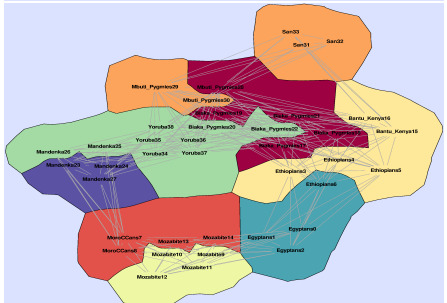 San33
San32
San31
Mbuti_Pygmies29
Mbuti_Pygmies30
Bantu_Kenya16
Bantu_Kenya15
Yoruba38
Biaka_Pygmies20
Biaka_Pygmies22
Yoruba35
Yoruba36
Yoruba34
Yoruba37
Mandenka26
Mandenka25
Mandenka24
Mandenka27
Ethiopians4
Ethiopians3
Ethiopians5
Ethiopians6
MoroCCans7
MoroCCans8
Mozabite13
Mozabite14
Mozabite10
Mozabite9
Mozabite11
Mozabite12
Egyptians1
Egyptians0
Egyptians2